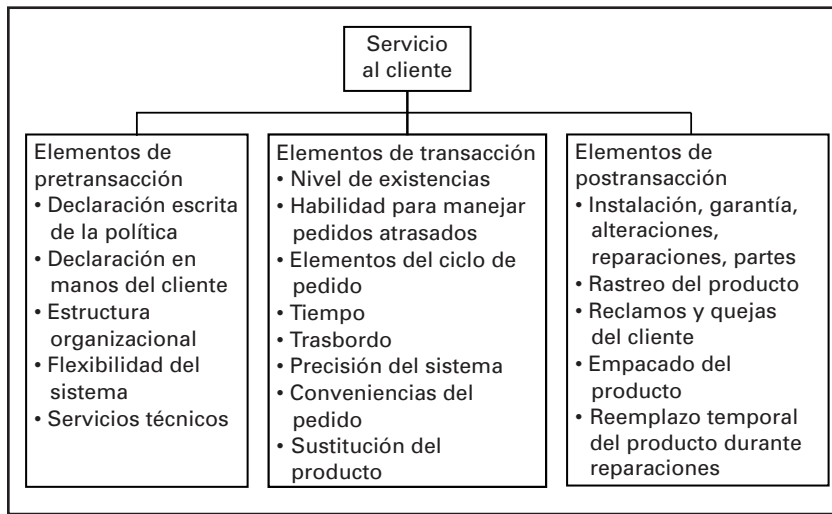 Servicio
al cliente
Elementos de
pretransacción
• Declaración escrita
de la política
• Declaración en
manos del cliente
• Estructura
organizacional
• Flexibilidad del
sistema
• Servicios técnicos
Elementos de transacción
• Nivel de existencias
• Habilidad para manejar
pedidos atrasados
• Elementos del ciclo de
pedido
• Tiempo
• Trasbordo
• Precisión del sistema
• Conveniencias del
pedido
• Sustitución del
producto
Elementos de
postransacción
• Instalación, garantía,
alteraciones,
reparaciones, partes
• Rastreo del producto
• Reclamos y quejas
del cliente
• Empacado del
producto
• Reemplazo temporal
del producto durante
reparaciones